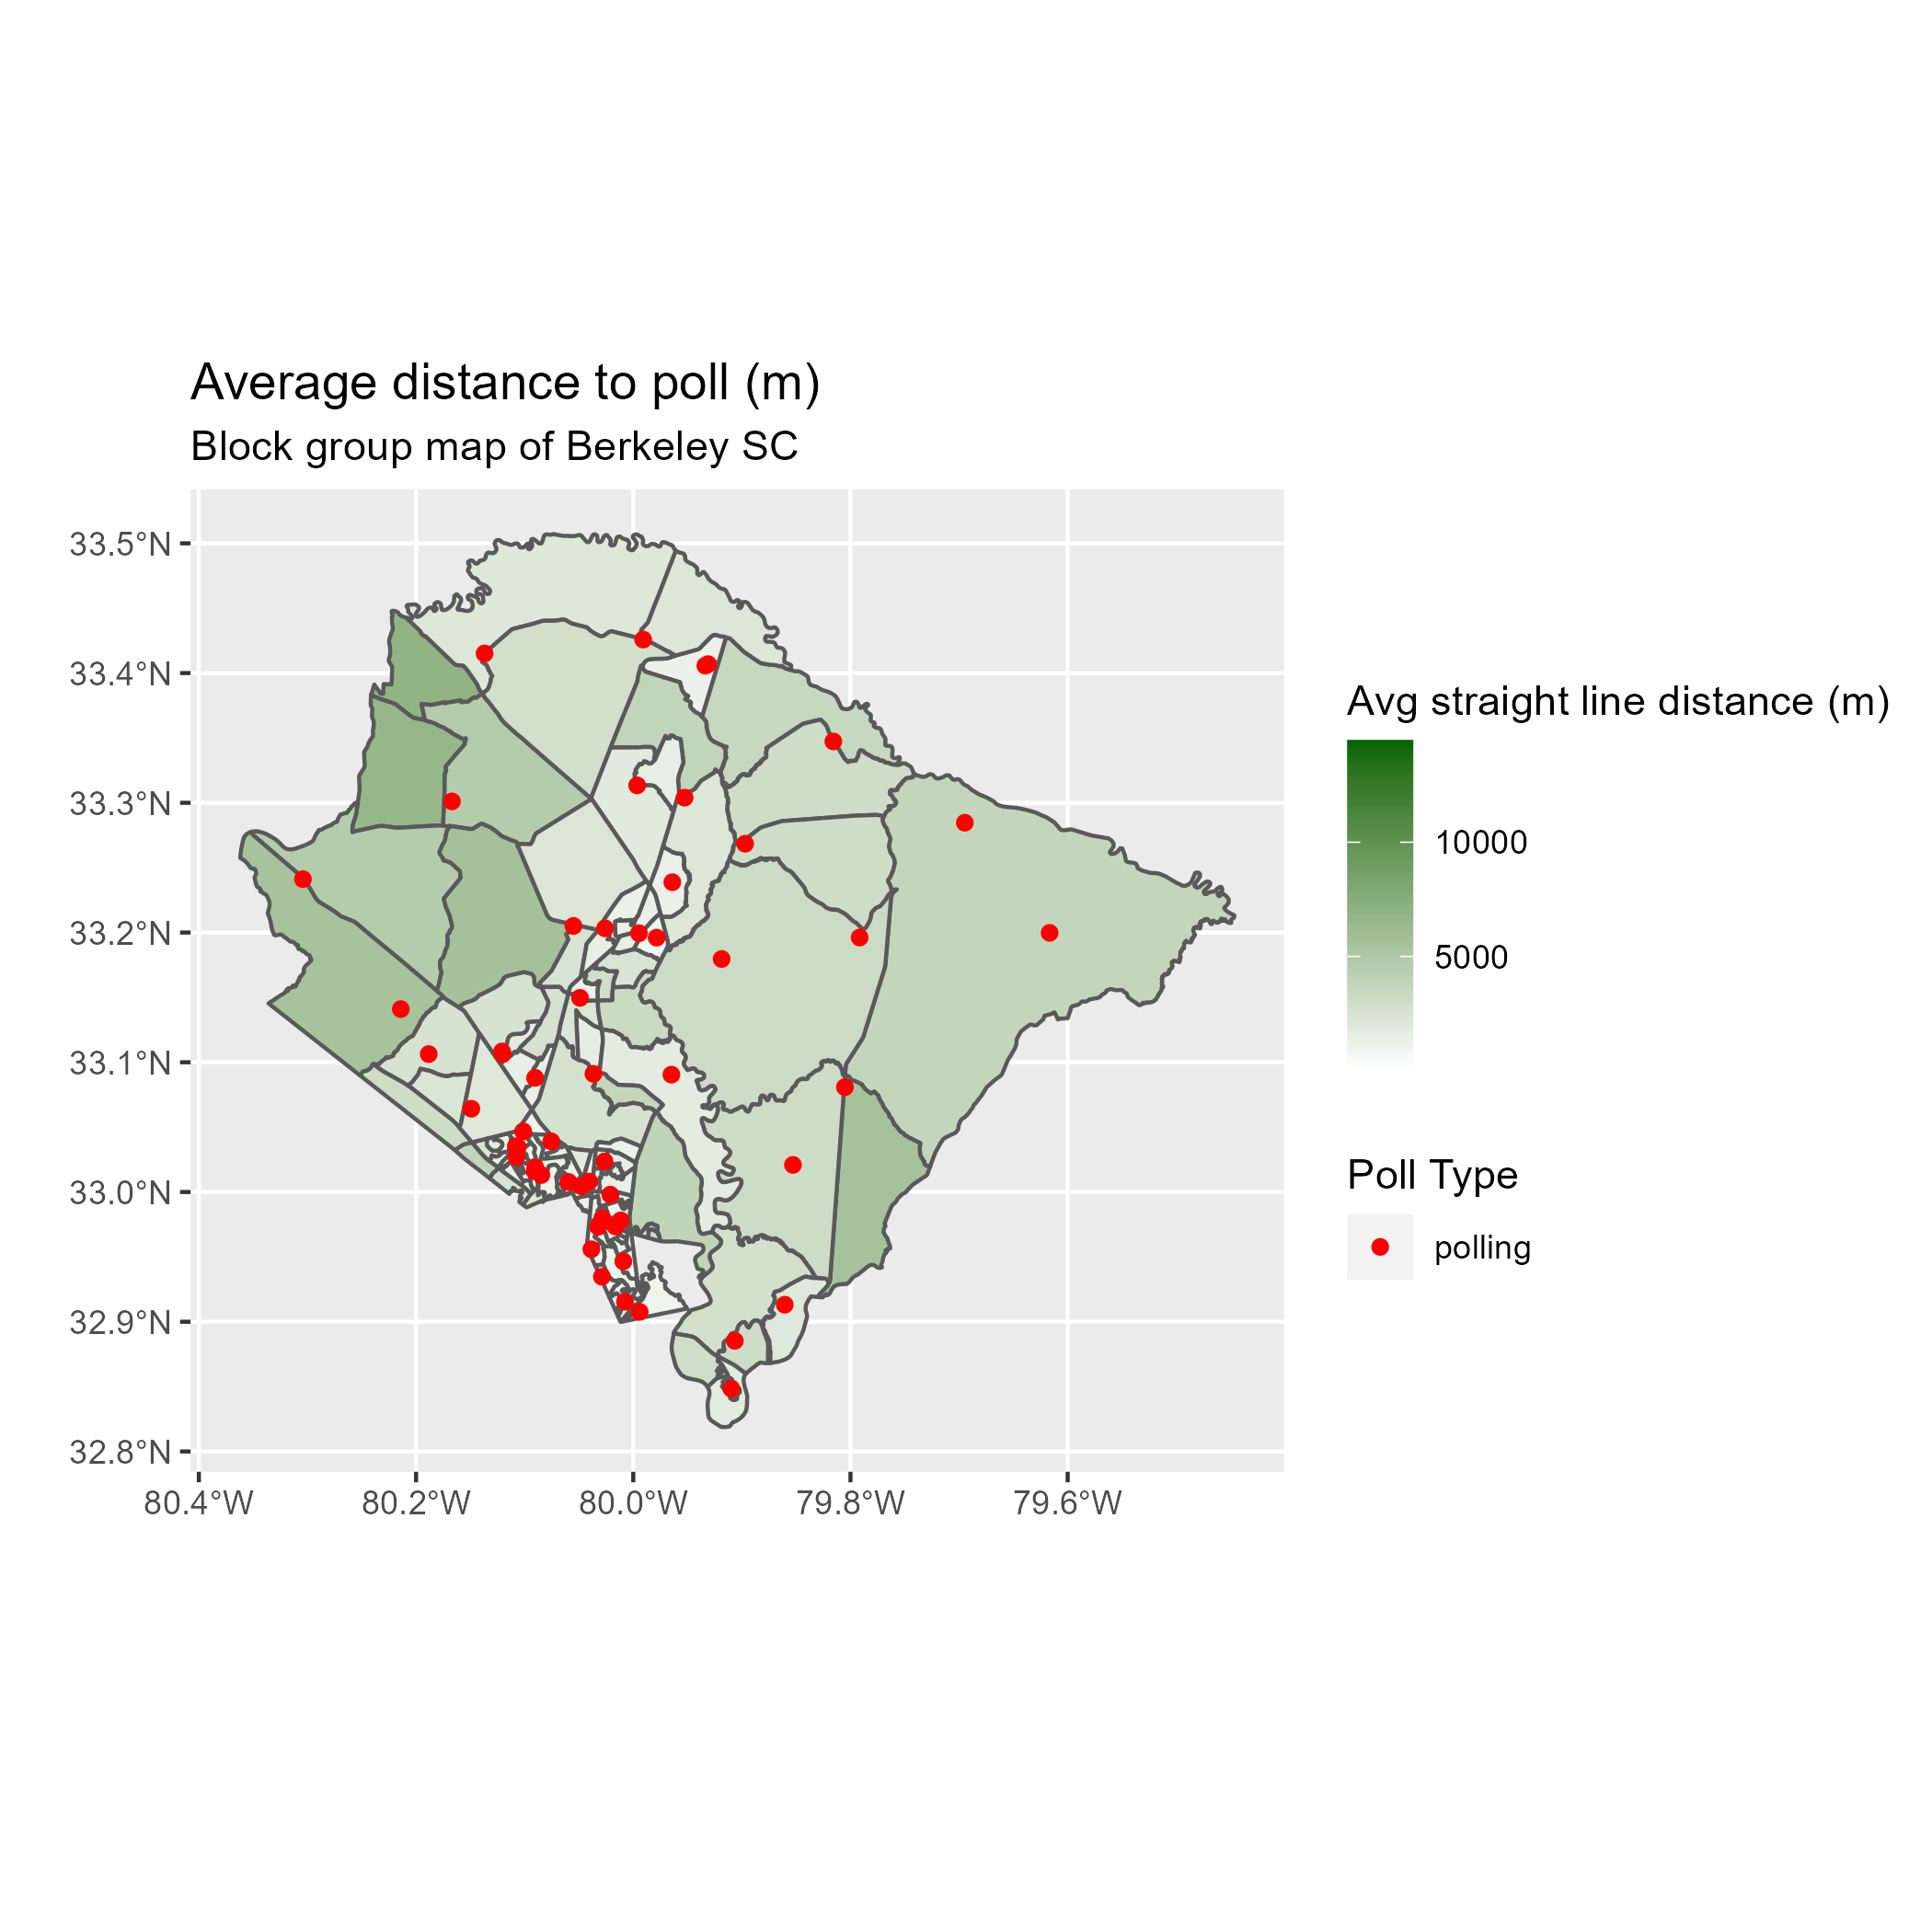 Average distance to poll (m)
Block group map of Berkeley SC
33.5°N
33.4°N
33.3°N
33.2°N
33.1°N
33.0°N
32.9°N
32.8°N
80.4°W
80.2°W
80.0°W
79.8°W
79.6°W
Avg straight line distance (m)
10000
5000
Poll Type
polling